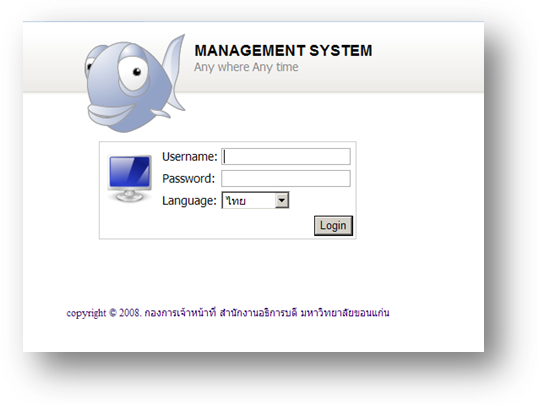 MANAGEMENT SYSTEM
Any where Any time
Username:
Password:
Language: ไทย
Login
copyright © 2008. กองการเจ้าหน้าที่ สำนักงานอธิการบดี มหาวิทยาลัยขอนแก่น